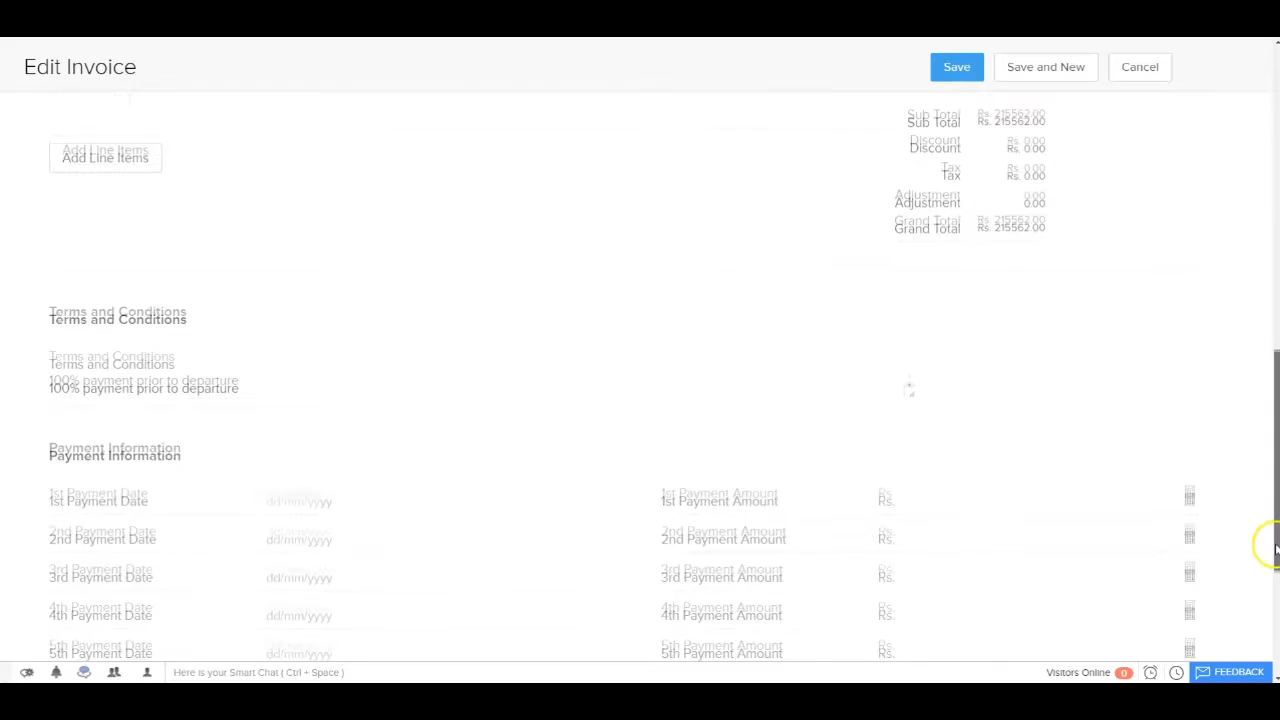 Edit Invoice
Save
Save and New
Cancel
Sub Total Rs. 215562.00
Discount Rs. 0.00
Add Line Items
Tax Rs. 0.00
Adjustment 0.00
Grand Total Rs. 215562.00
Terms and Conditions
Terms and Conditions
100% payment prior to departure
Payment Information
1st Payment Date dd/mm/yyyy 1st Payment Amount Rs.
2nd Payment Date dd/mm/yyyy 2nd Payment Amount Rs.
3rd Payment Date dd/mm/yyyy 3rd Payment Amount Rs.
4th Payment Date dd/mm/yyyy 4th Payment Amount Rs.
5th Payment Date dd/mm/yyyy 5th Payment Amount Rs.
Here is your Smart Chat ( Ctrl + Space )
Visitors Online 0
FEEDBACK